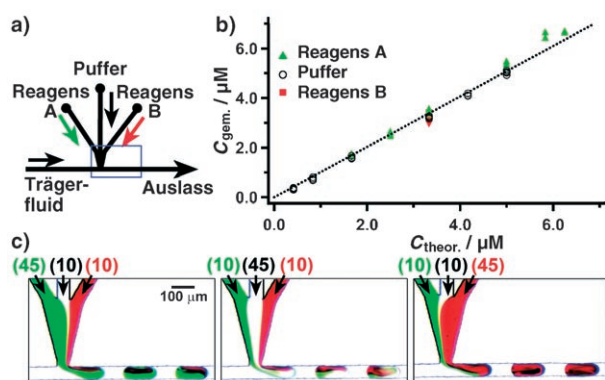 a)
Puffer
Reagens A
Reagens B
Träger-
fluid
Auslass
b)
C_gem. / µM
6.0
4.0
2.0
0.0
Reagens A
Puffer
Reagens B
0.0 2.0 4.0 6.0
C_theor. / µM
c)
(45) (10) (10)
100 µm
(10) (45) (10)
(10) (10) (45)